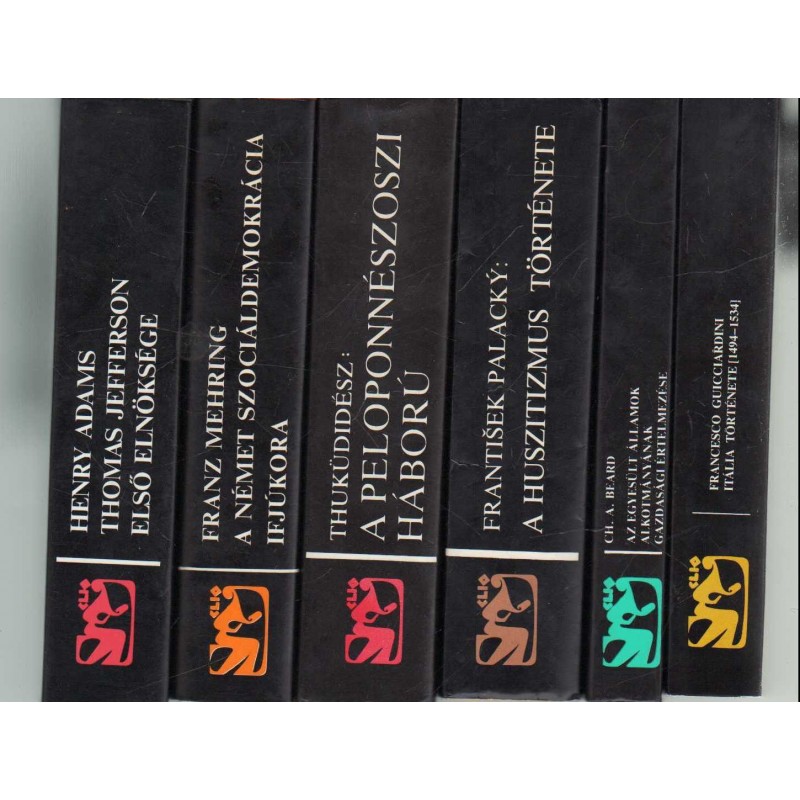 HENRY ADAMS
THOMAS JEFFERSON
ELSŐ ELNÖKSÉGE
CLIO
FRANZ MEHRING
A NÉMET SZOCIÁLDEMOKRÁCIA
IFJÚKORA
CLIO
THUKÜDIDÉSZ:
A PELOPONNÉSZOSZI
HÁBORÚ
CLIO
FRANTIŠEK PALACKÝ:
A HUSZITIZMUS TÖRTÉNETE
CLIO
CH. A. BEARD
AZ EGYESÜLT ÁLLAMOK
ALKOTMÁNYÁNAK
GAZDASÁGI ÉRTELMEZÉSE
CLIO
FRANCESCO GUICCIARDINI
ITÁLIA TÖRTÉNETE [1494–1534]
CLIO